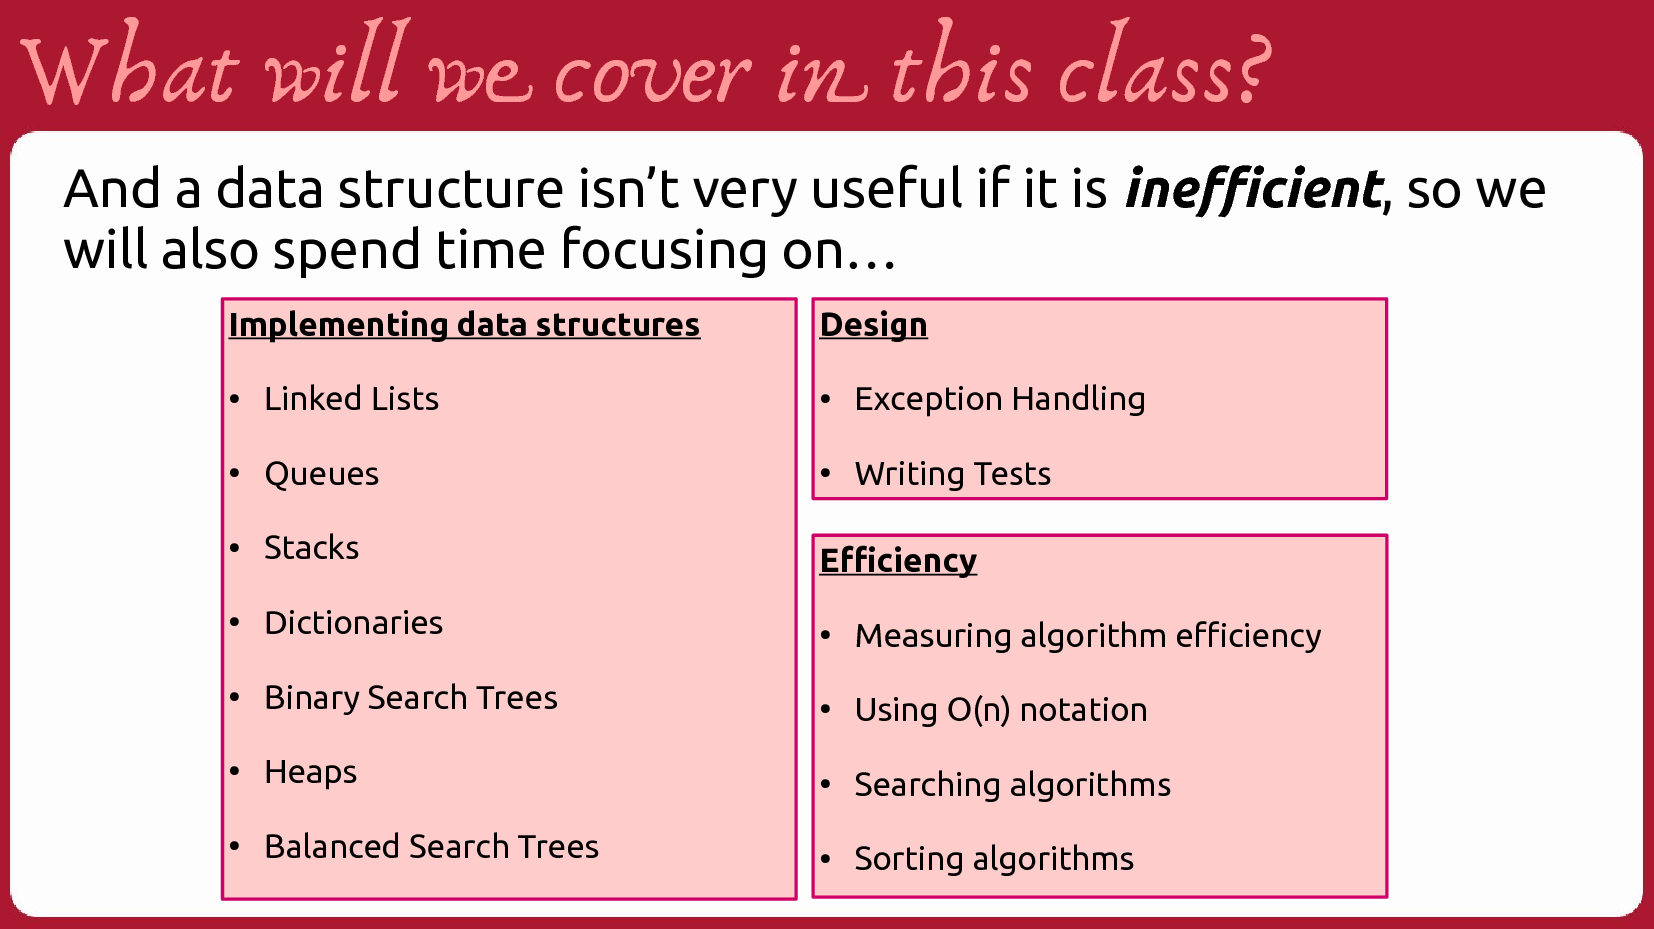 What will we cover in this class?
And a data structure isn’t very useful if it is inefficient, so we
will also spend time focusing on…
Implementing data structures
• Linked Lists
• Queues
• Stacks
• Dictionaries
• Binary Search Trees
• Heaps
• Balanced Search Trees
Design
• Exception Handling
• Writing Tests
Efficiency
• Measuring algorithm efficiency
• Using O(n) notation
• Searching algorithms
• Sorting algorithms